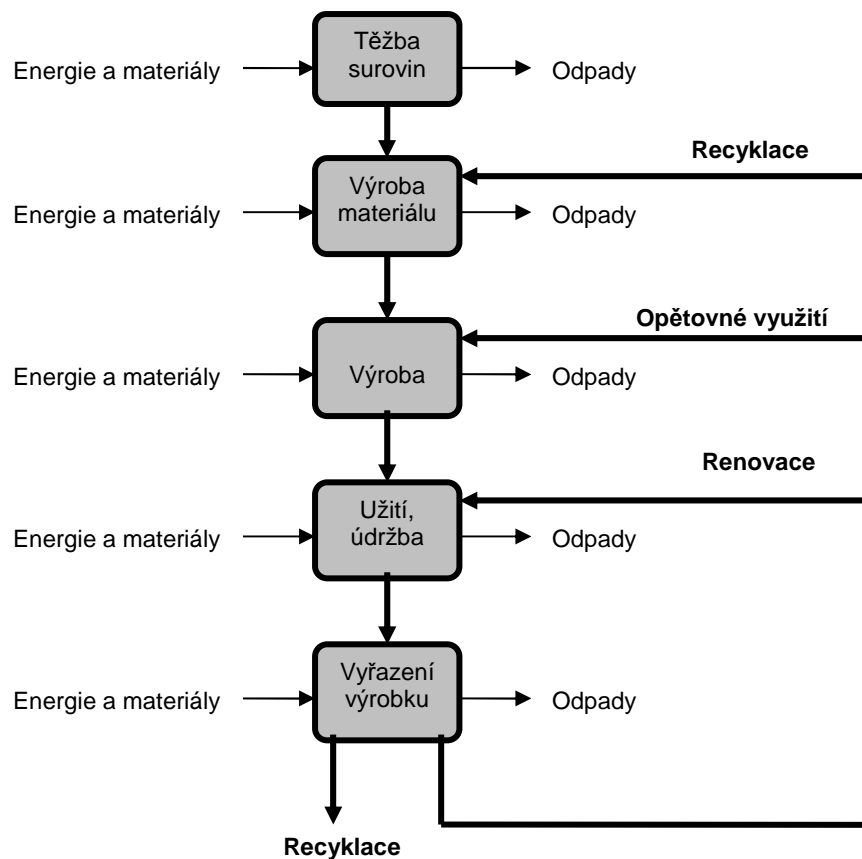 Těžba
surovin
Energie a materiály
Odpady
Recyklace
Výroba
materiálu
Energie a materiály
Odpady
Opětovné využití
Výroba
Energie a materiály
Odpady
Renovace
Užití,
údržba
Energie a materiály
Odpady
Vyřazení
výrobku
Energie a materiály
Odpady
Recyklace